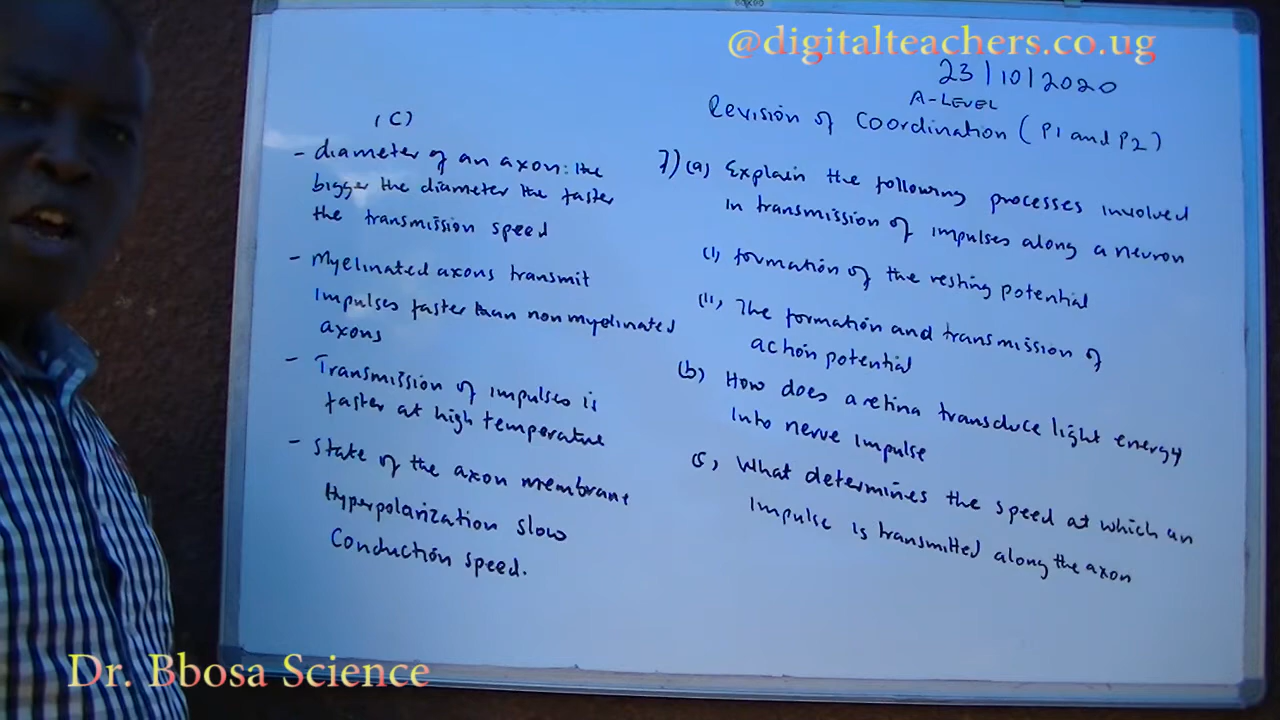 @digitalteachers.co.ug
23/10/2020
A-LEVEL
Revision of Coordination (P1 and P2)
7) (a) Explain the following processes involved
in transmission of impulses along a neuron
(i) formation of the resting potential
(ii) The formation and transmission of
action potential
(b) How does a retina transduce light energy
Into nerve impulse
(c) What determines the speed at which an
Impulse is transmitted along the axon
(C)
- diameter of an axon: the
bigger the diameter the faster
the transmission speed
- Myelinated axons transmit
Impulses faster than non myelinated
axons
- Transmission of impulses is
faster at high temperature
- State of the axon membrane
Hyperpolarization slow
Conduction speed.
Dr. Bbosa Science